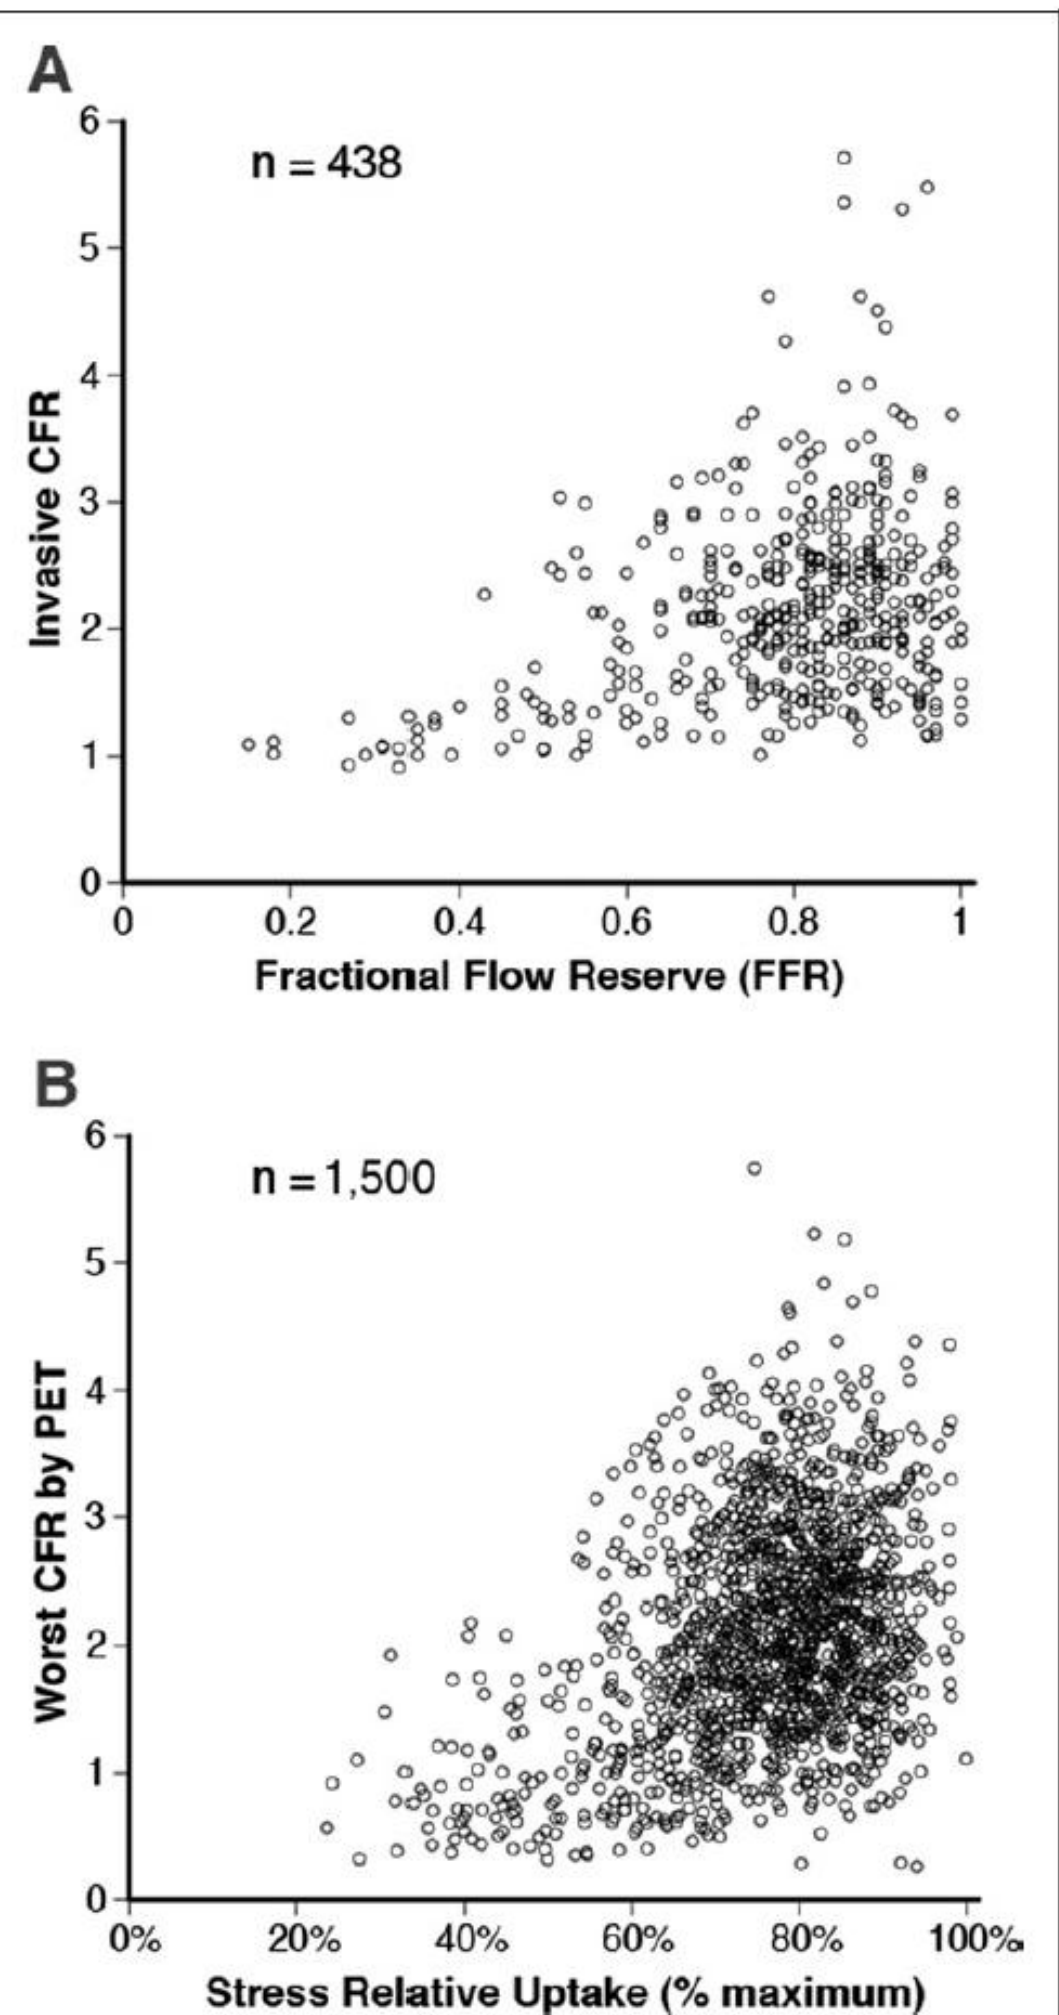 A
n = 438
6
5
4
3
2
1
0
Invasive CFR
0 0.2 0.4 0.6 0.8 1
Fractional Flow Reserve (FFR)
B
n = 1,500
6
5
4
3
2
1
0
Worst CFR by PET
0% 20% 40% 60% 80% 100%
Stress Relative Uptake (% maximum)